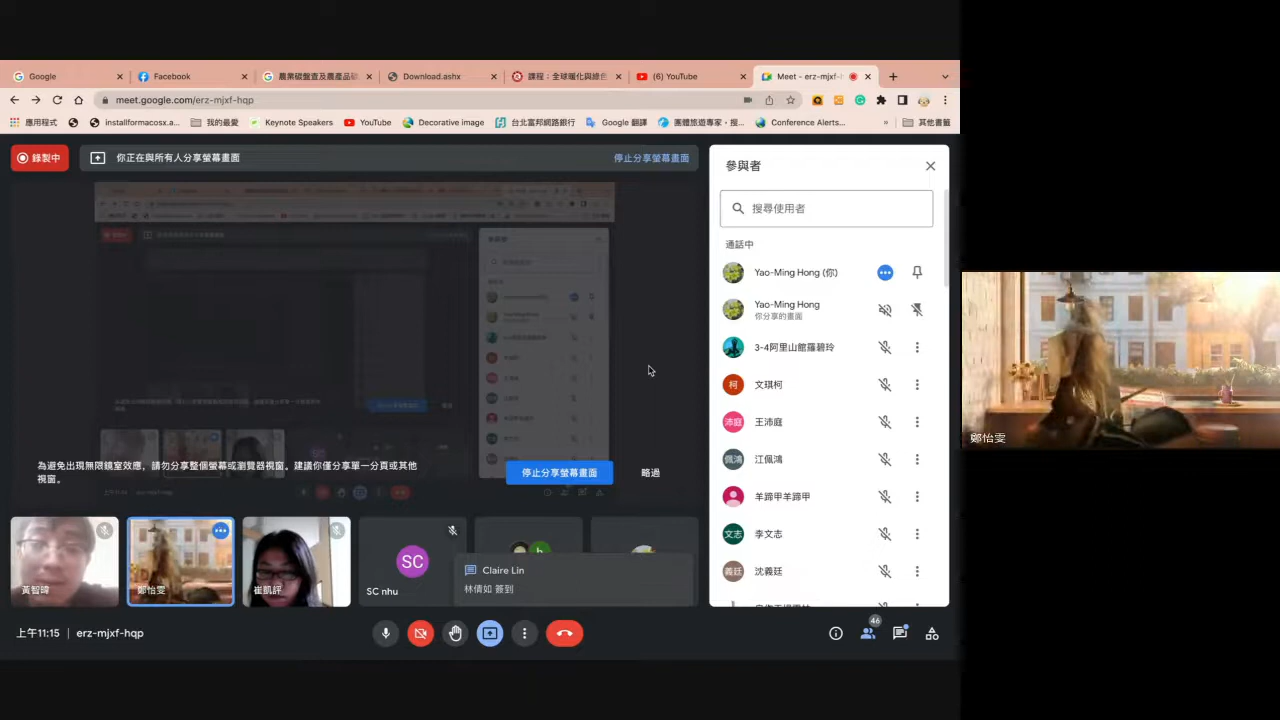 Google
Facebook
農業碳盤查及農產品碳
Download.ashx
課程：全球暖化與綠色
(6) YouTube
Meet - erz-mjxf-
meet.google.com/erz-mjxf-hqp
應用程式
installformacosx.a...
我的最愛
Keynote Speakers
YouTube
Decorative image
台北富邦網路銀行
Google 翻譯
團體旅遊專家，搜...
Conference Alerts...
»
其他書籤
錄製中
你正在與所有人分享螢幕畫面
停止分享螢幕畫面
參與者
搜尋使用者
通話中
Yao-Ming Hong (你)
Yao-Ming Hong
你分享的畫面
3-4阿里山館羅碧玲
柯
文琪柯
沛庭
王沛庭
佩鴻
江佩鴻
羊蹄甲羊蹄甲
文志
李文志
義廷
沈義廷
為避免出現無限鏡室效應，請勿分享整個螢幕或瀏覽器視窗。建議你僅分享單一分頁或其他
視窗。
停止分享螢幕畫面
略過
黃智暐
鄭怡雯
崔凱評
SC
SC nhu
h
Claire Lin
林倩如 簽到
上午11:15 | erz-mjxf-hqp
46
鄭怡雯